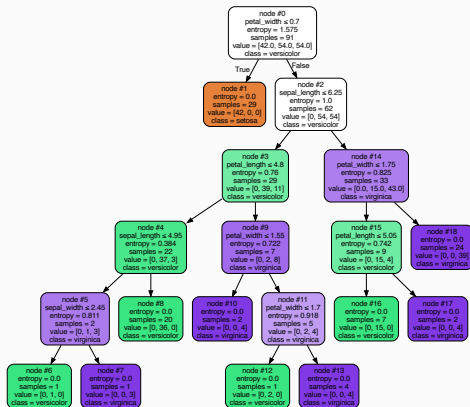 node #0
petal_width ≤ 0.7
entropy = 1.575
samples = 91
value = [42.0, 54.0, 54.0]
class = versicolor
True
False
node #1
entropy = 0.0
samples = 29
value = [42, 0, 0]
class = setosa
node #2
sepal_length ≤ 6.25
entropy = 1.0
samples = 62
value = [0, 54, 54]
class = versicolor
node #3
petal_length ≤ 4.8
entropy = 0.76
samples = 29
value = [0, 39, 11]
class = versicolor
node #14
petal_width ≤ 1.75
entropy = 0.825
samples = 33
value = [0.0, 15.0, 43.0]
class = virginica
node #4
sepal_length ≤ 4.95
entropy = 0.384
samples = 22
value = [0, 37, 3]
class = versicolor
node #9
petal_width ≤ 1.55
entropy = 0.722
samples = 7
value = [0, 2, 8]
class = virginica
node #15
petal_length ≤ 5.05
entropy = 0.742
samples = 9
value = [0, 15, 4]
class = versicolor
node #18
entropy = 0.0
samples = 24
value = [0, 0, 39]
class = virginica
node #5
sepal_width ≤ 2.45
entropy = 0.811
samples = 2
value = [0, 1, 3]
class = virginica
node #8
entropy = 0.0
samples = 20
value = [0, 36, 0]
class = versicolor
node #10
entropy = 0.0
samples = 2
value = [0, 0, 4]
class = virginica
node #11
petal_width ≤ 1.7
entropy = 0.918
samples = 5
value = [0, 2, 4]
class = virginica
node #16
entropy = 0.0
samples = 7
value = [0, 15, 0]
class = versicolor
node #17
entropy = 0.0
samples = 2
value = [0, 0, 4]
class = virginica
node #6
entropy = 0.0
samples = 1
value = [0, 1, 0]
class = versicolor
node #7
entropy = 0.0
samples = 1
value = [0, 0, 3]
class = virginica
node #12
entropy = 0.0
samples = 1
value = [0, 2, 0]
class = versicolor
node #13
entropy = 0.0
samples = 4
value = [0, 0, 4]
class = virginica